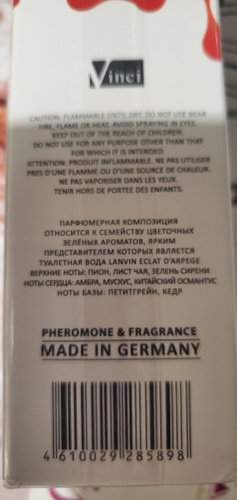 Vinci
CAUTION: FLAMMABLE UNTIL DRY. DO NOT USE NEAR
FIRE, FLAME OR HEAT. AVOID SPRAYING IN EYES.
KEEP OUT OF THE REACH OF CHILDREN.
DO NOT USE FOR ANY PURPOSE OTHER THAN THAT
FOR WHICH IT IS INTENDED.
ATTENTION: PRODUIT INFLAMMABLE. NE PAS UTILISER
PRES D'UNE FLAMME OU D'UNE SOURCE DE CHALEUR.
NE PAS VAPORISER DANS LES YEUX.
TENIR HORS DE PORTEE DES ENFANTS.
ПАРФЮМЕРНАЯ КОМПОЗИЦИЯ
ОТНОСИТСЯ К СЕМЕЙСТВУ ЦВЕТОЧНЫХ
ЗЕЛЁНЫХ АРОМАТОВ, ЯРКИМ
ПРЕДСТАВИТЕЛЕМ КОТОРЫХ ЯВЛЯЕТСЯ
ТУАЛЕТНАЯ ВОДА LANVIN ECLAT D'ARPEGE
ВЕРХНИЕ НОТЫ: ПИОН, ЛИСТ ЧАЯ, ЗЕЛЕНЬ СИРЕНИ
НОТЫ СЕРДЦА: АМБРА, МУСКУС, КИТАЙСКИЙ ОСМАНТУС
НОТЫ БАЗЫ: ПЕТИТГРЕЙН, КЕДР
PHEROMONE & FRAGRANCE
MADE IN GERMANY
4 610029 285898